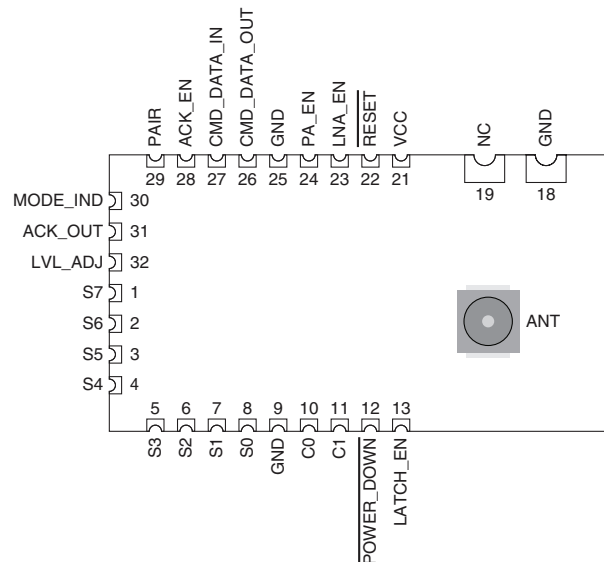 PAIR
ACK_EN
CMD_DATA_IN
CMD_DATA_OUT
GND
PA_EN
LNA_EN
RESET
VCC
NC
GND
29
28
27
26
25
24
23
22
21
19
18
MODE_IND 30
ACK_OUT 31
LVL_ADJ 32
S7 1
S6 2
S5 3
S4 4
ANT
5
6
7
8
9
10
11
12
13
S3
S2
S1
S0
GND
C0
C1
POWER_DOWN
LATCH_EN